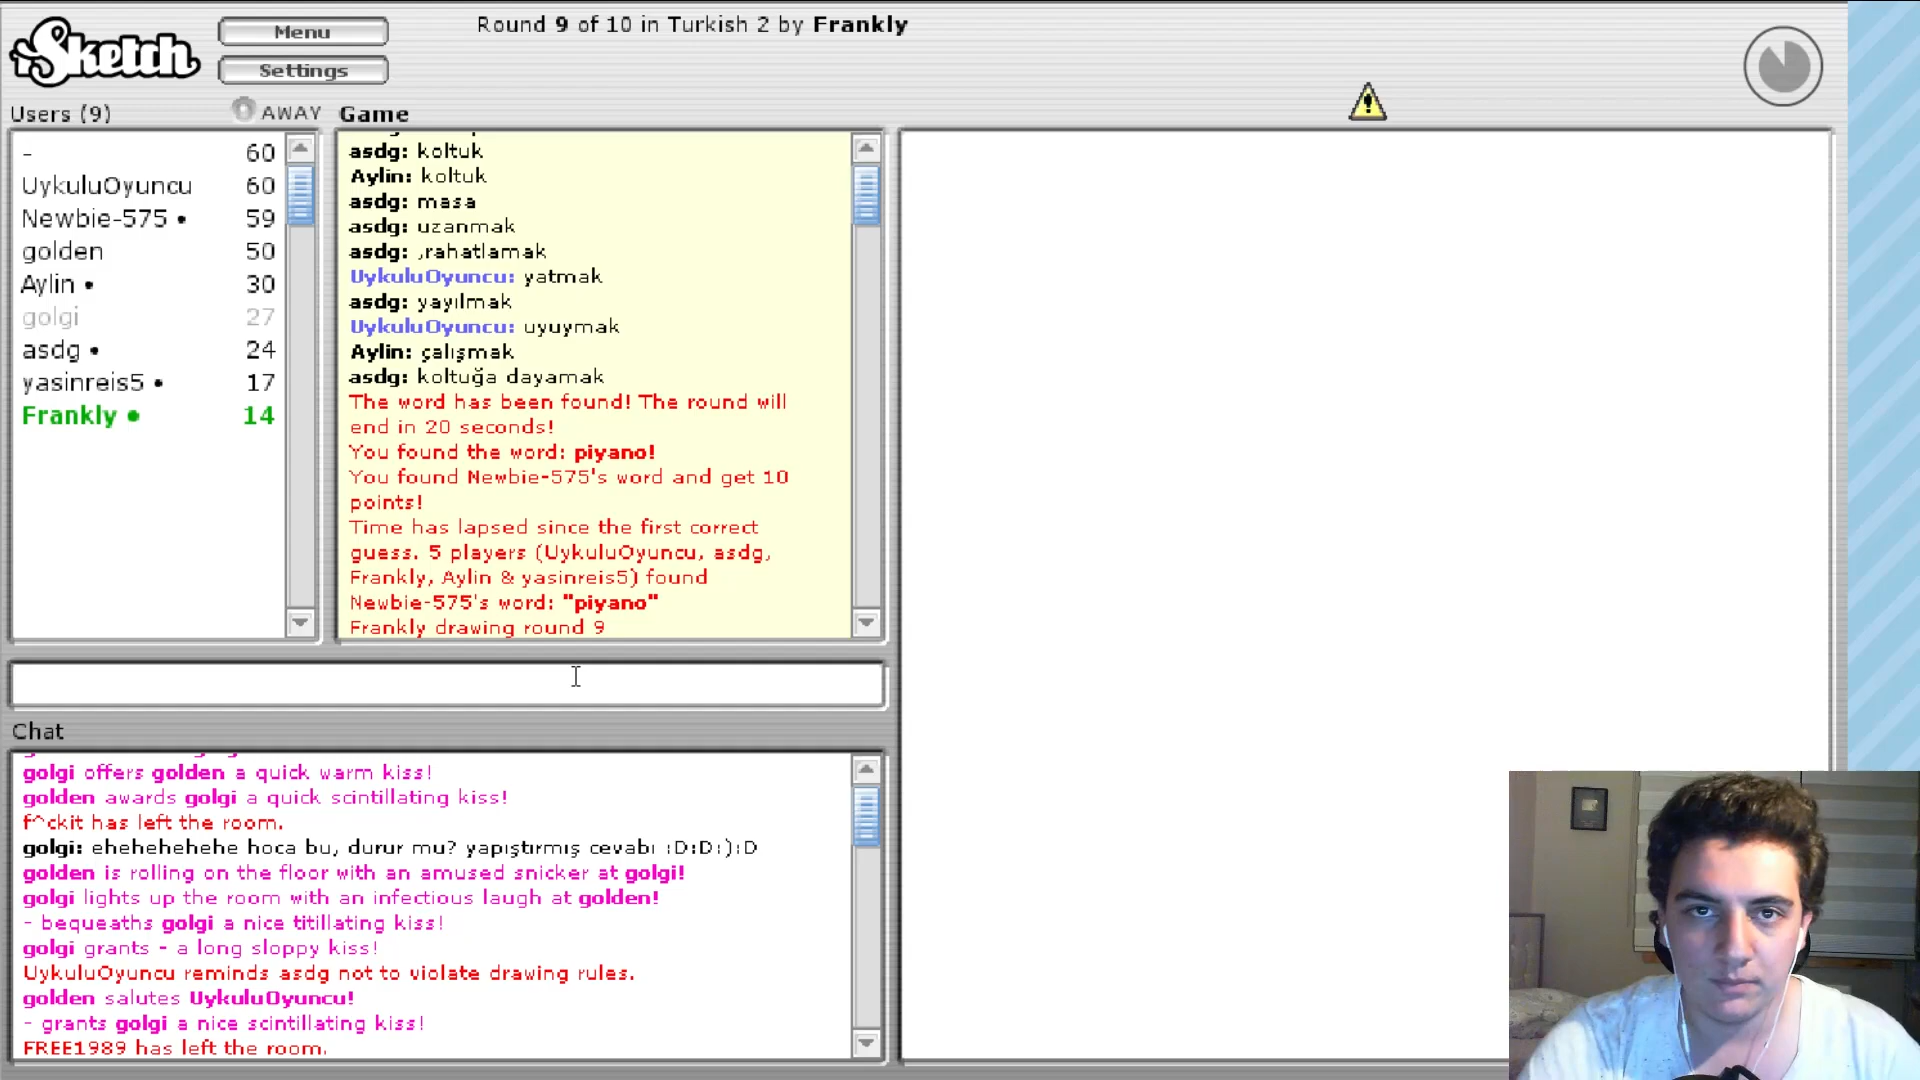 iSketch
Menu
Settings
Round 9 of 10 in Turkish 2 by Frankly
Users (9)
AWAY
Game
- 60
UykuluOyuncu 60
Newbie-575 • 59
golden 50
Aylin • 30
golgi 27
asdg • 24
yasinreis5 • 17
Frankly • 14
asdg: koltuk
Aylin: koltuk
asdg: masa
asdg: uzanmak
asdg: ,rahatlamak
UykuluOyuncu: yatmak
asdg: yayılmak
UykuluOyuncu: uyuymak
Aylin: çalışmak
asdg: koltuğa dayamak
The word has been found! The round will
end in 20 seconds!
You found the word: piyano!
You found Newbie-575's word and get 10
points!
Time has lapsed since the first correct
guess. 5 players (UykuluOyuncu, asdg,
Frankly, Aylin & yasinreis5) found
Newbie-575's word: "piyano"
Frankly drawing round 9
Chat
golgi offers golden a quick warm kiss!
golden awards golgi a quick scintillating kiss!
f^ckit has left the room.
golgi: ehehehehehe hoca bu, durur mu? yapıştırmış cevabı :D:D:):D
golden is rolling on the floor with an amused snicker at golgi!
golgi lights up the room with an infectious laugh at golden!
- bequeaths golgi a nice titillating kiss!
golgi grants - a long sloppy kiss!
UykuluOyuncu reminds asdg not to violate drawing rules.
golden salutes UykuluOyuncu!
- grants golgi a nice scintillating kiss!
FREE1989 has left the room.